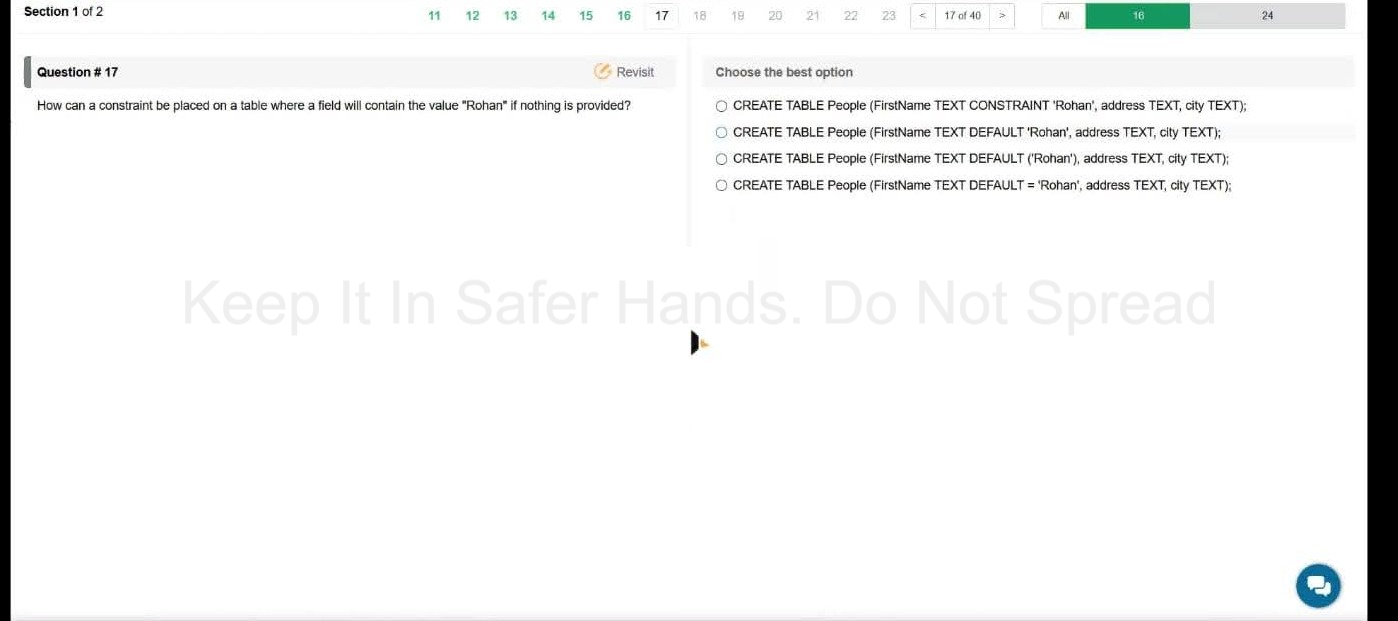 Section 1 of 2
11 12 13 14 15 16 17 18 19 20 21 22 23 < 17 of 40 > All 16 24
Question # 17
Revisit
How can a constraint be placed on a table where a field will contain the value "Rohan" if nothing is provided?
Choose the best option
CREATE TABLE People (FirstName TEXT CONSTRAINT 'Rohan', address TEXT, city TEXT);
CREATE TABLE People (FirstName TEXT DEFAULT 'Rohan', address TEXT, city TEXT);
CREATE TABLE People (FirstName TEXT DEFAULT ('Rohan'), address TEXT, city TEXT);
CREATE TABLE People (FirstName TEXT DEFAULT = 'Rohan', address TEXT, city TEXT);
Keep It In Safer Hands. Do Not Spread